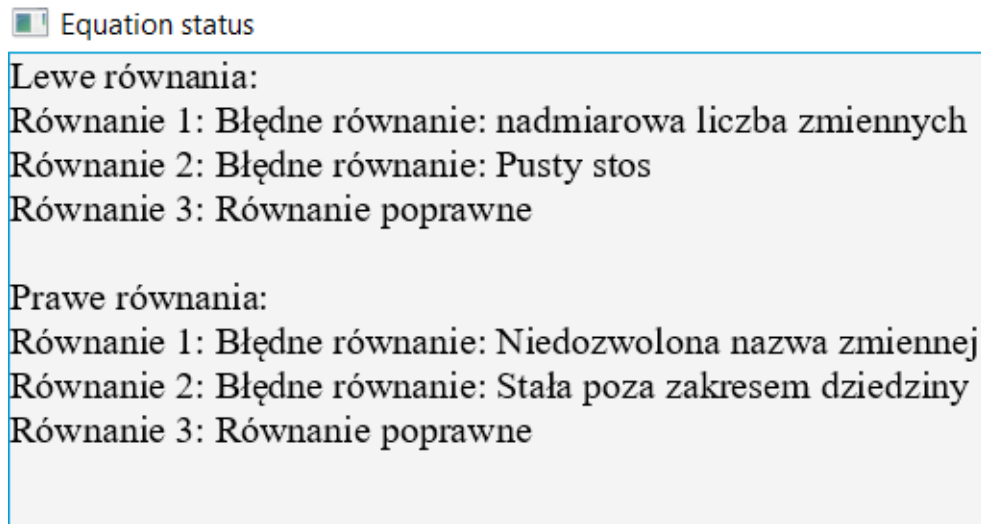 Equation status
Lewe równania:
Równanie 1: Błędne równanie: nadmiarowa liczba zmiennych
Równanie 2: Błędne równanie: Pusty stos
Równanie 3: Równanie poprawne
Prawe równania:
Równanie 1: Błędne równanie: Niedozwolona nazwa zmiennej
Równanie 2: Błędne równanie: Stała poza zakresem dziedziny
Równanie 3: Równanie poprawne